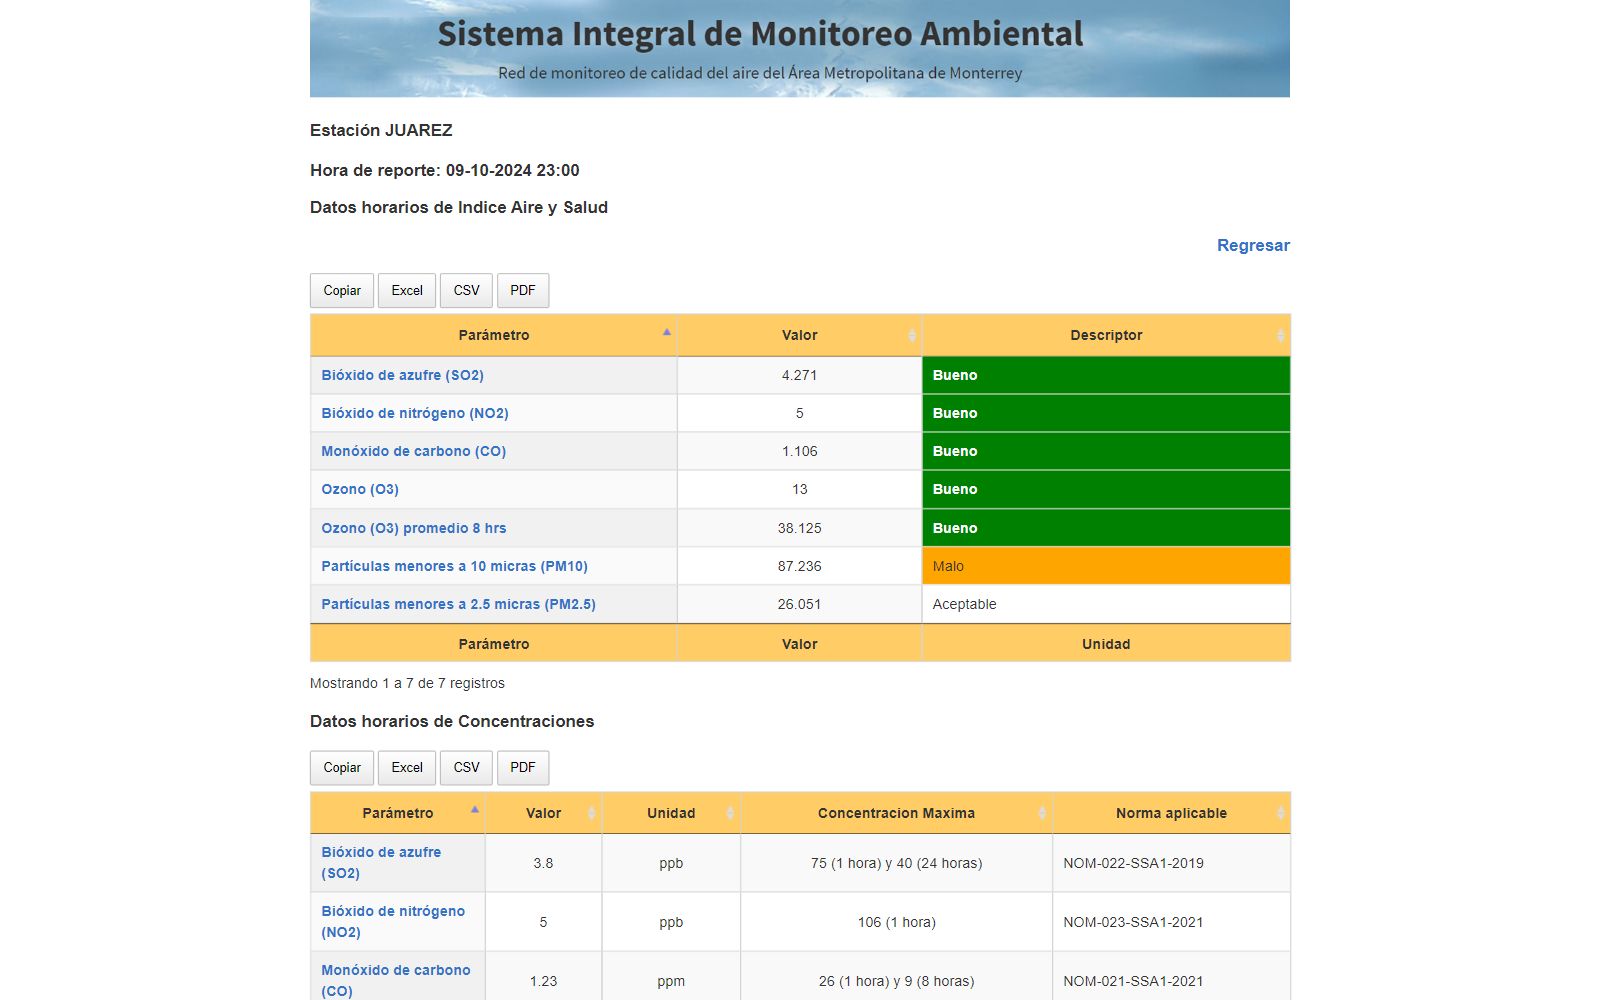 Sistema Integral de Monitoreo Ambiental
Red de monitoreo de calidad del aire del Área Metropolitana de Monterrey
Estación JUAREZ
Hora de reporte: 09-10-2024 23:00
Datos horarios de Indice Aire y Salud
Regresar
Copiar Excel CSV PDF
Parámetro Valor Descriptor
Bióxido de azufre (SO2) 4.271 Bueno
Bióxido de nitrógeno (NO2) 5 Bueno
Monóxido de carbono (CO) 1.106 Bueno
Ozono (O3) 13 Bueno
Ozono (O3) promedio 8 hrs 38.125 Bueno
Partículas menores a 10 micras (PM10) 87.236 Malo
Partículas menores a 2.5 micras (PM2.5) 26.051 Aceptable
Parámetro Valor Unidad
Mostrando 1 a 7 de 7 registros
Datos horarios de Concentraciones
Copiar Excel CSV PDF
Parámetro Valor Unidad Concentracion Maxima Norma aplicable
Bióxido de azufre
(SO2) 3.8 ppb 75 (1 hora) y 40 (24 horas) NOM-022-SSA1-2019
Bióxido de nitrógeno
(NO2) 5 ppb 106 (1 hora) NOM-023-SSA1-2021
Monóxido de carbono
(CO) 1.23 ppm 26 (1 hora) y 9 (8 horas) NOM-021-SSA1-2021